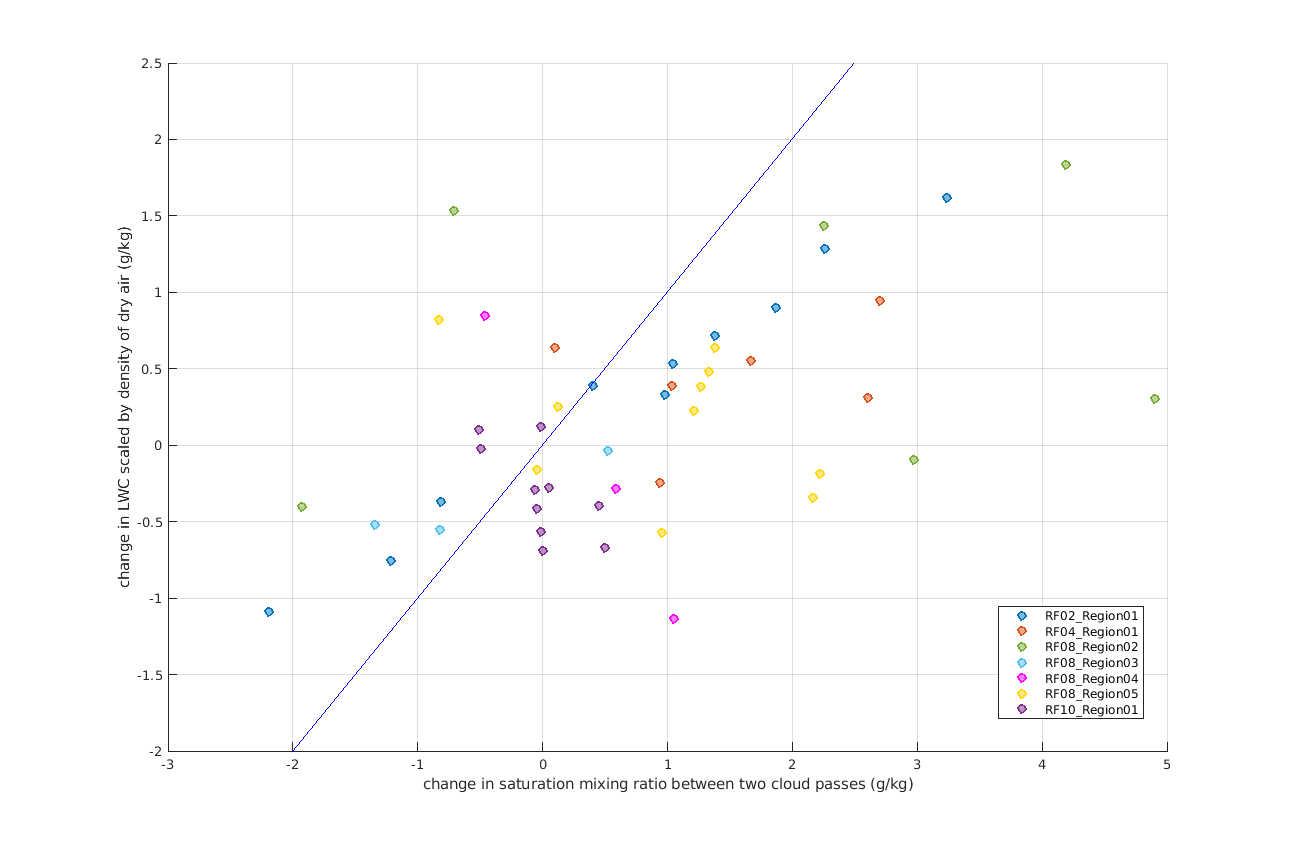 2.5
2
1.5
1
0.5
0
-0.5
-1
-1.5
-2
-3
-2
-1
0
1
2
3
4
5
change in LWC scaled by density of dry air (g/kg)
change in saturation mixing ratio between two cloud passes (g/kg)
RF02_Region01
RF04_Region01
RF08_Region02
RF08_Region03
RF08_Region04
RF08_Region05
RF10_Region01